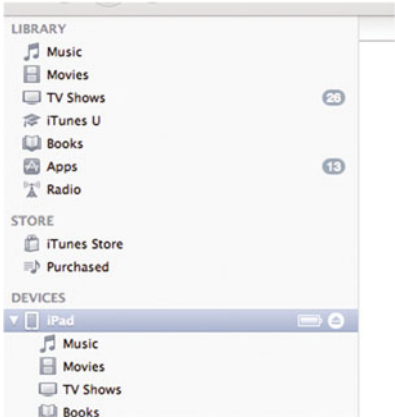 LIBRARY
Music
Movies
TV Shows 26
iTunes U
Books
Apps 13
Radio
STORE
iTunes Store
Purchased
DEVICES
iPad
Music
Movies
TV Shows
Books